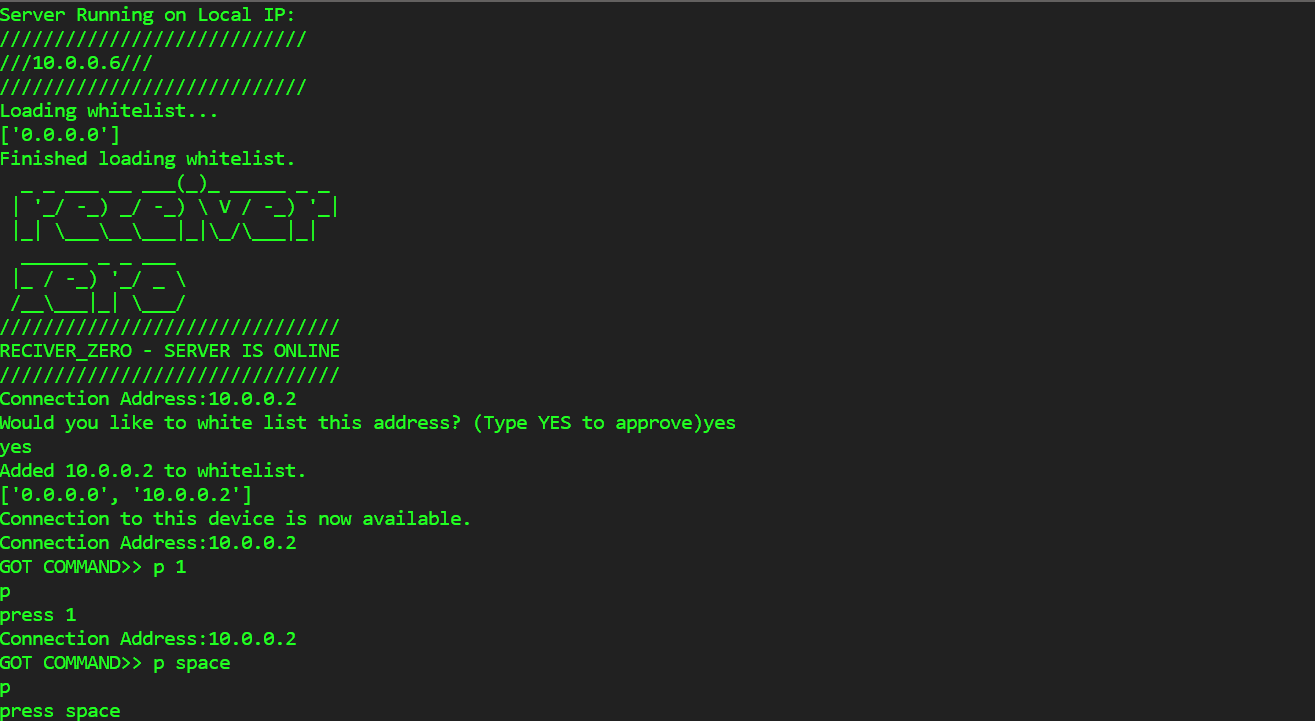 Server Running on Local IP:
////////////////////////////
///10.0.0.6///
////////////////////////////
Loading whitelist...
['0.0.0.0']
Finished loading whitelist.
  _ _ ___ __ ___(_)_ _____ _ _
 | '_/ -_) _/ -_) \ V / -_) '_|
 |_| \___\__\___|_|\_/\___|_|
  ______ _ _ ___
 |_ / -_) '_/ _ \
 /__\___|_| \___/
///////////////////////////////
RECIVER_ZERO - SERVER IS ONLINE
///////////////////////////////
Connection Address:10.0.0.2
Would you like to white list this address? (Type YES to approve)yes
yes
Added 10.0.0.2 to whitelist.
['0.0.0.0', '10.0.0.2']
Connection to this device is now available.
Connection Address:10.0.0.2
GOT COMMAND>> p 1
p
press 1
Connection Address:10.0.0.2
GOT COMMAND>> p space
p
press space